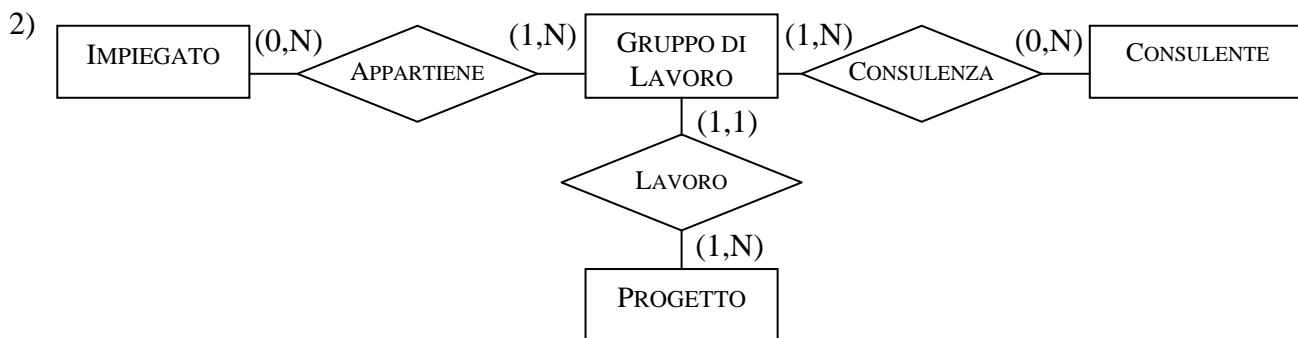 2)
IMPIEGATO
(0,N)
APPARTIENE
(1,N)
GRUPPO DI
LAVORO
(1,N)
CONSULENZA
(0,N)
CONSULENTE
(1,1)
LAVORO
(1,N)
PROGETTO